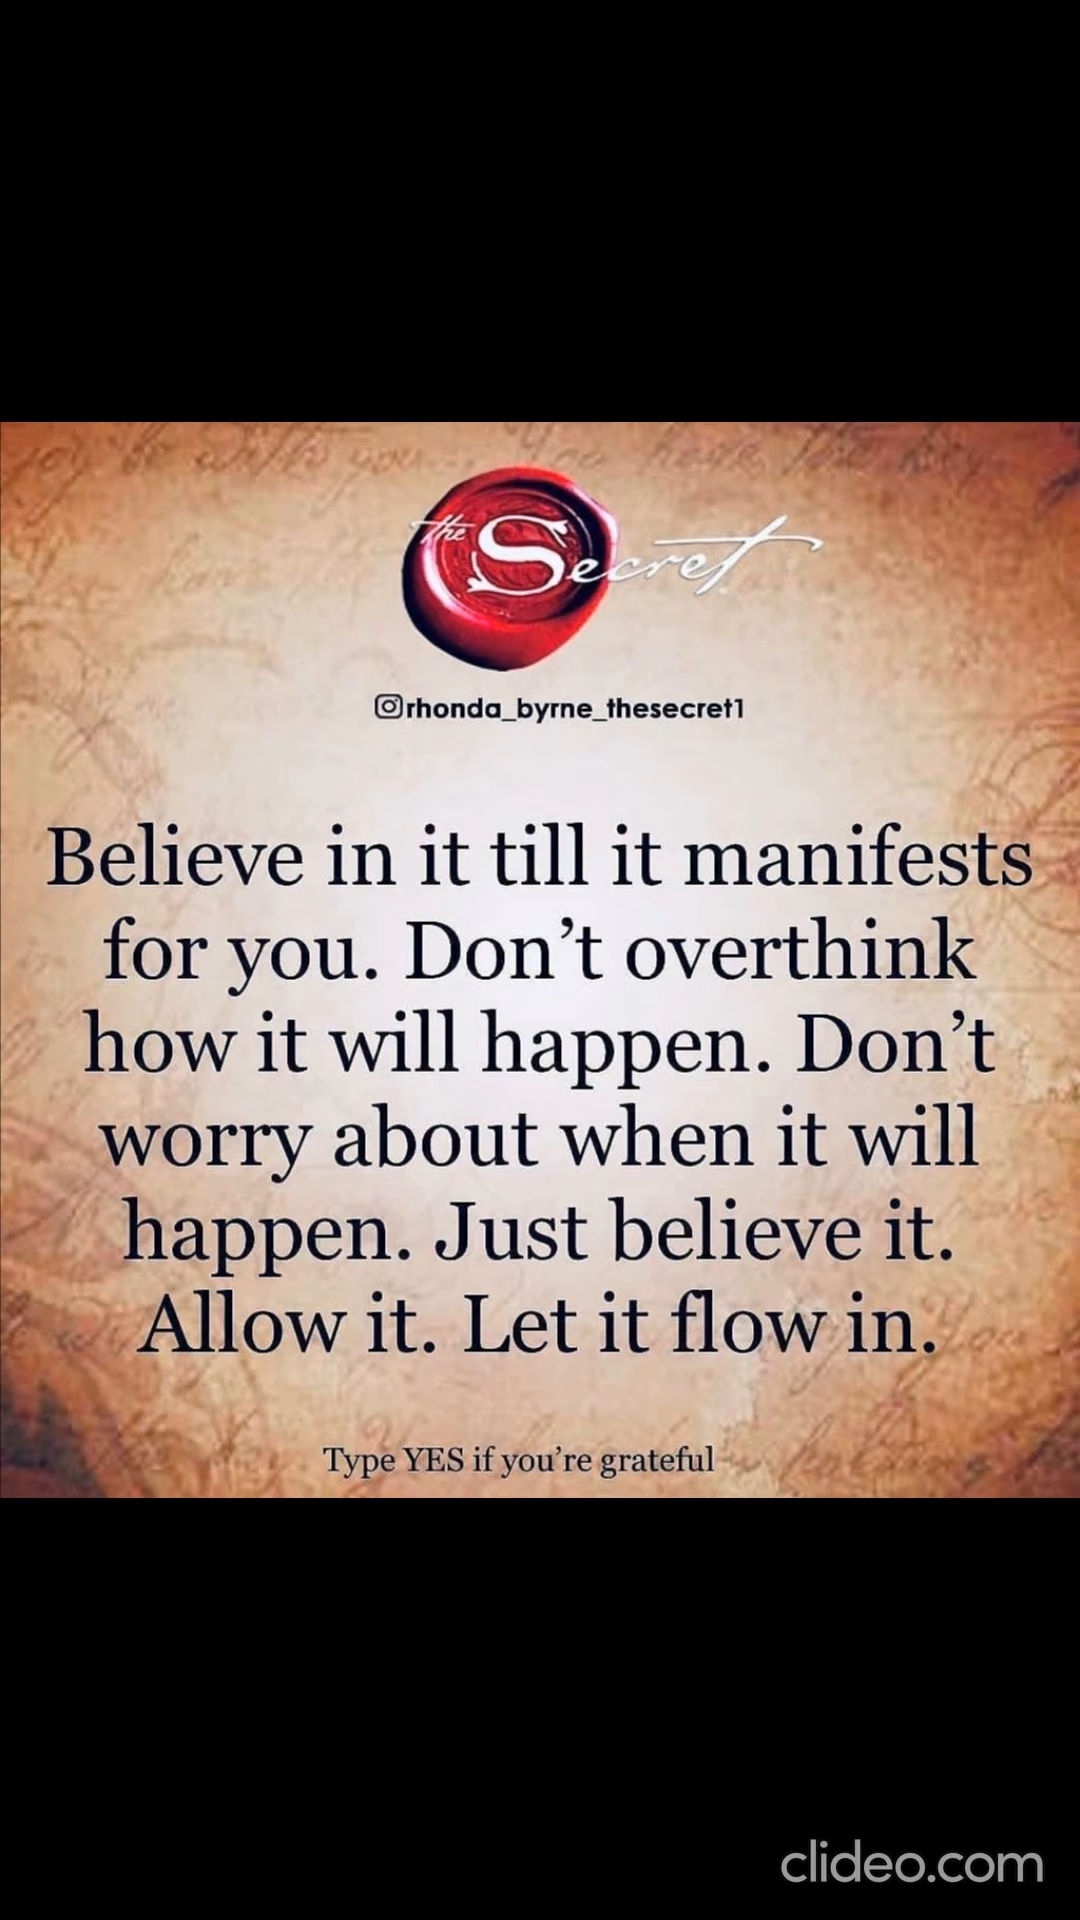 the Secret
rhonda_byrne_thesecret1
Believe in it till it manifests
for you. Don’t overthink
how it will happen. Don’t
worry about when it will
happen. Just believe it.
Allow it. Let it flow in.
Type YES if you’re grateful
clideo.com